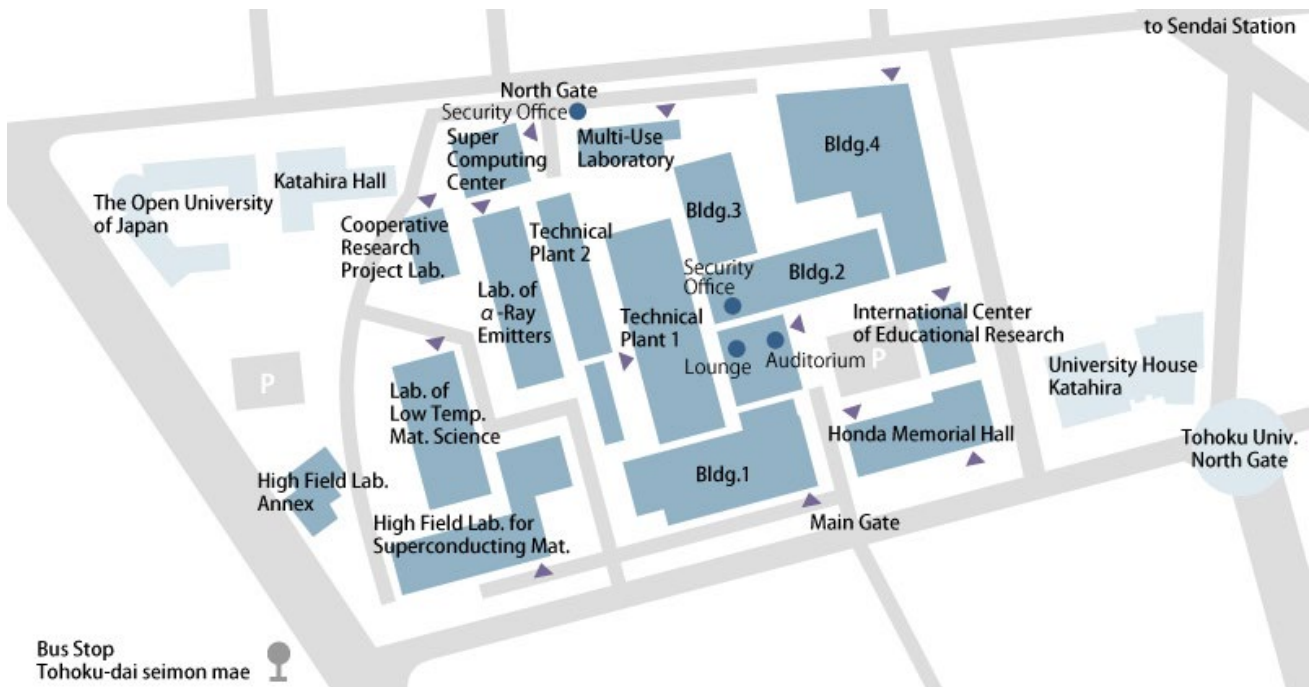 to Sendai Station
North Gate
Security Office
Super
Computing
Center
Multi-Use
Laboratory
Bldg.4
Katahira Hall
The Open University
of Japan
Cooperative
Research
Project Lab.
Technical
Plant 2
Bldg.3
Security
Office
Bldg.2
Lab. of
α-Ray
Emitters
Technical
Plant 1
International Center
of Educational Research
Lounge
Auditorium
P
P
University House
Katahira
Lab. of
Low Temp.
Mat. Science
Honda Memorial Hall
Tohoku Univ.
North Gate
High Field Lab.
Annex
Bldg.1
High Field Lab. for
Superconducting Mat.
Main Gate
Bus Stop
Tohoku-dai seimon mae